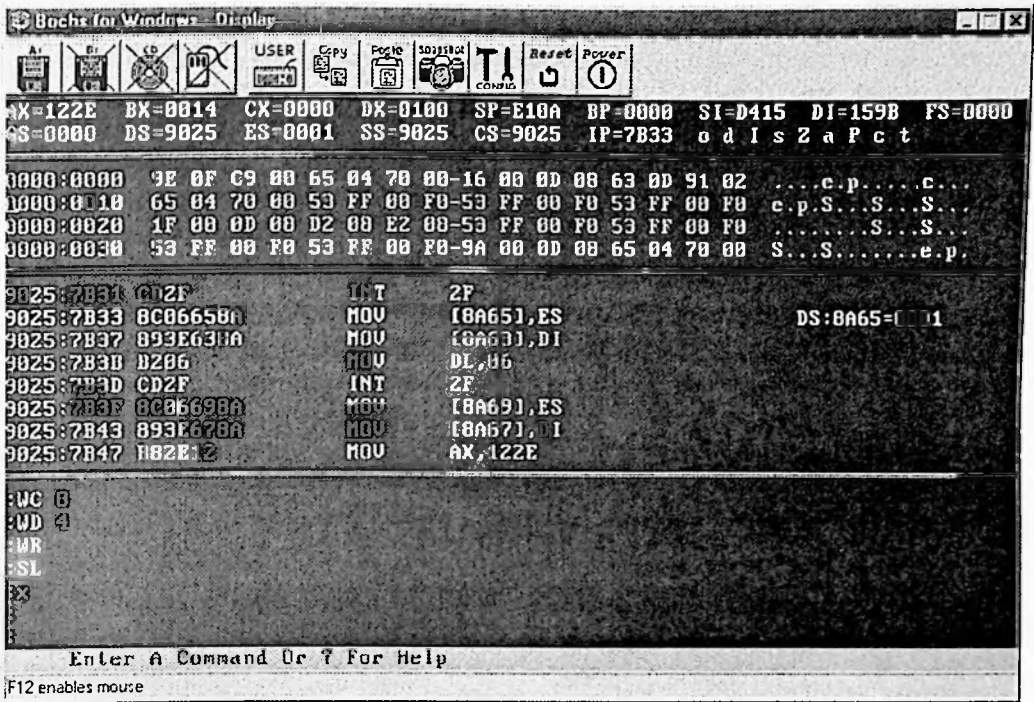 Bochs for Windows - Display
A: B: CD USER Copy Paste snapshot CONFIG Reset Power
AX=122E BX=0014 CX=0000 DX=0100 SP=E10A BP=0000 SI=D415 DI=159B FS=0000
GS=0000 DS=9025 ES=0001 SS=9025 CS=9025 IP=7B33 o d I s Z a P c t
0000:0000 9E 0F C9 00 65 04 70 00-16 00 0D 08 63 0D 91 02 ....e.p.....c...
0000:0010 65 04 70 00 53 FF 00 F0-53 FF 00 F0 53 FF 00 F0 e.p.S...S...S...
0000:0020 1F 00 0D 08 D2 08 E2 08-53 FF 00 F0 53 FF 00 F0 ........S...S...
0000:0030 53 FF 00 F0 53 FF 00 F0-9A 00 0D 08 65 04 70 00 S...S.......e.p.
9025:7B31 CD2F INT 2F
9025:7B33 8C06658A MOV [8A65],ES DS:8A65=0001
9025:7B37 893E638A MOV [8A63],DI
9025:7B3B B206 MOV DL,06
9025:7B3D CD2F INT 2F
9025:7B3F 8C06698A MOV [8A69],ES
9025:7B43 893E678A MOV [8A67],DI
9025:7B47 B82E12 MOV AX,122E
:WC 8
:WD 4
:WR
:SL
:X
:
:
Enter A Command Or ? For Help
F12 enables mouse